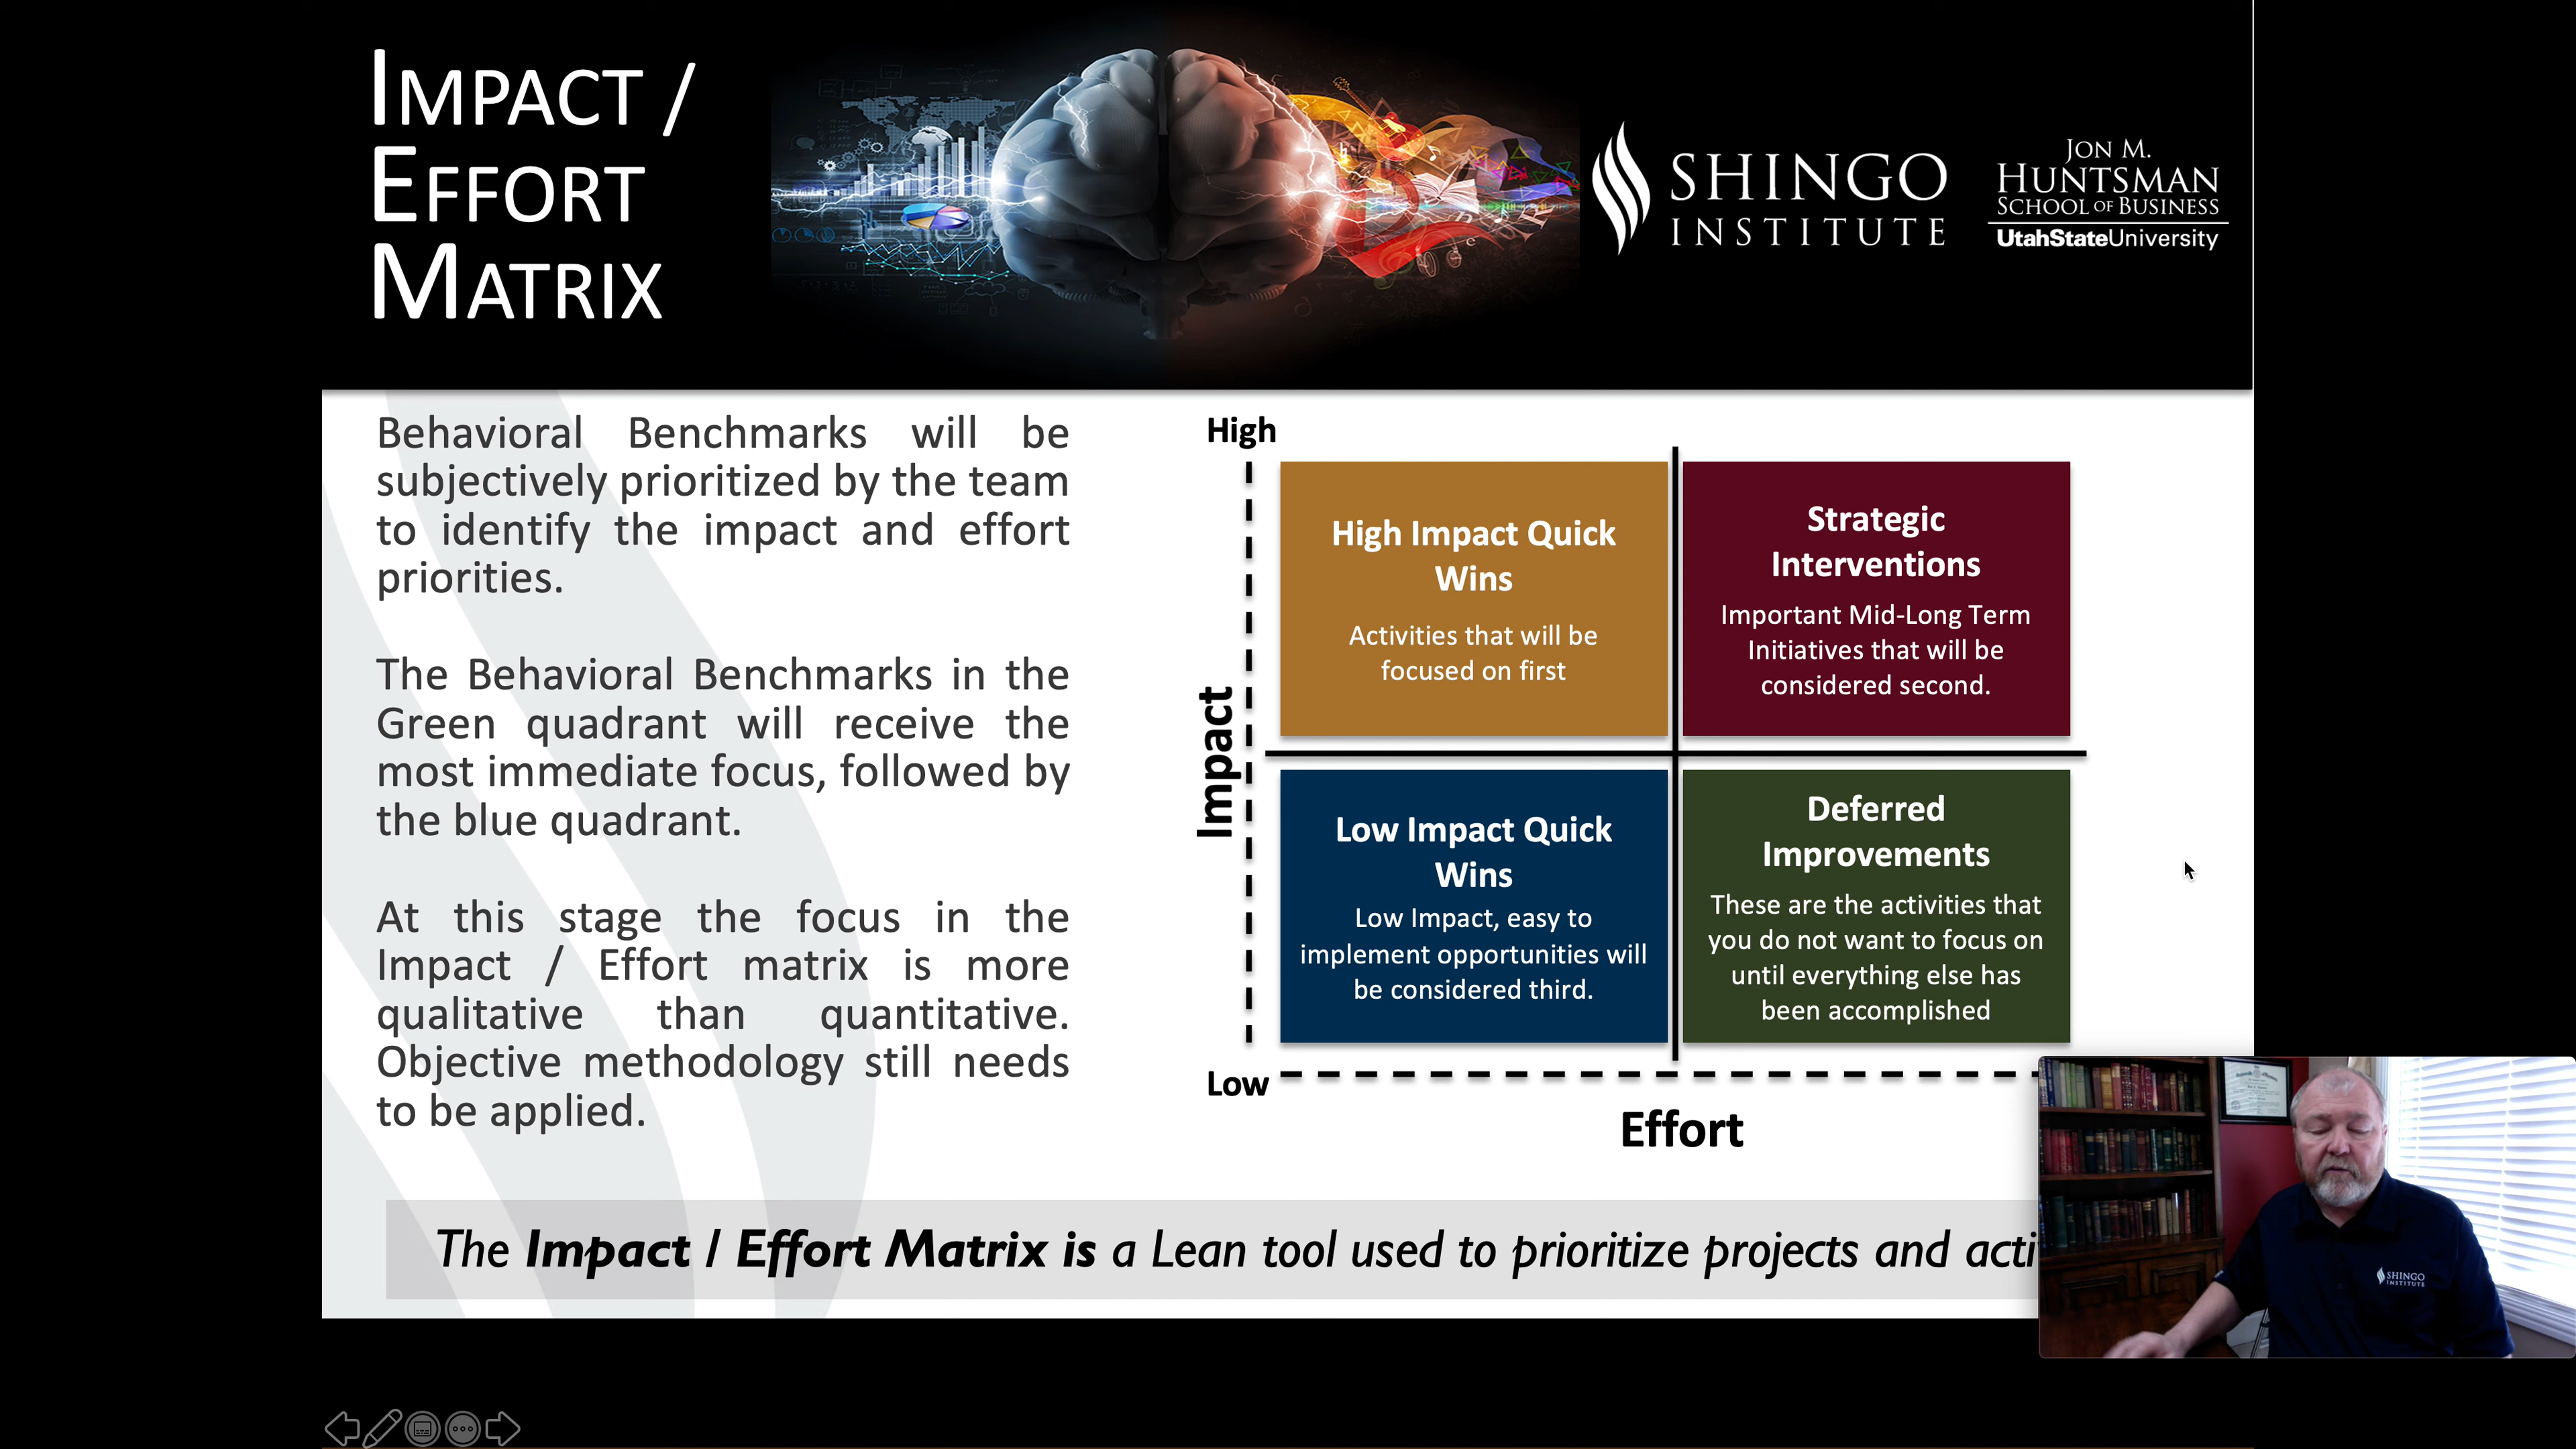 IMPACT /
EFFORT
MATRIX
SHINGO
INSTITUTE
JON M.
HUNTSMAN
SCHOOL OF BUSINESS
UtahStateUniversity
Behavioral Benchmarks will be
subjectively prioritized by the team
to identify the impact and effort
priorities.
The Behavioral Benchmarks in the
Green quadrant will receive the
most immediate focus, followed by
the blue quadrant.
At this stage the focus in the
Impact / Effort matrix is more
qualitative than quantitative.
Objective methodology still needs
to be applied.
High
Impact
Low
High Impact Quick
Wins
Activities that will be
focused on first
Strategic
Interventions
Important Mid-Long Term
Initiatives that will be
considered second.
Low Impact Quick
Wins
Low Impact, easy to
implement opportunities will
be considered third.
Deferred
Improvements
These are the activities that
you do not want to focus on
until everything else has
been accomplished
Effort
The Impact / Effort Matrix is a Lean tool used to prioritize projects and acti
SHINGO
INSTITUTE